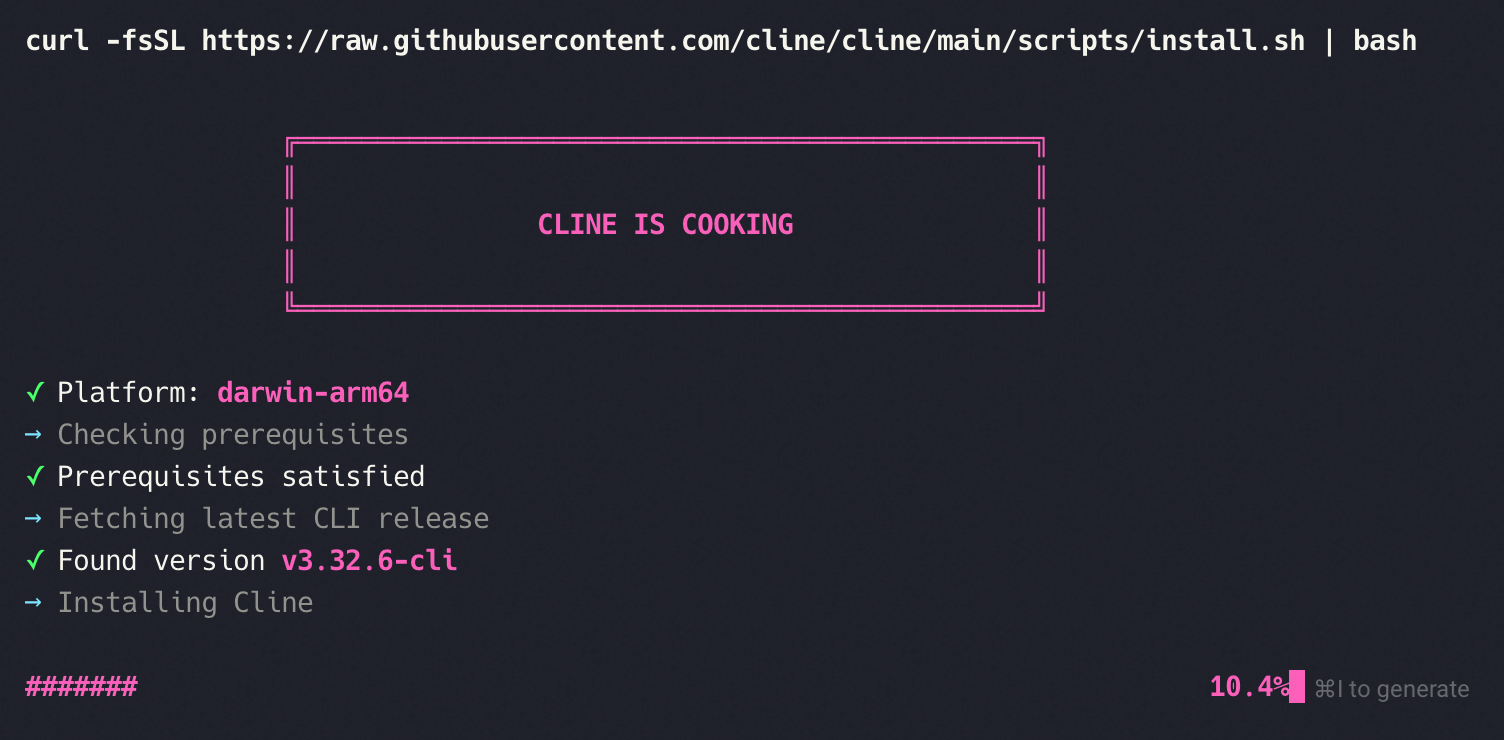 curl -fsSL https://raw.githubusercontent.com/cline/cline/main/scripts/install.sh | bash
CLINE IS COOKING
✓ Platform: darwin-arm64
→ Checking prerequisites
✓ Prerequisites satisfied
→ Fetching latest CLI release
✓ Found version v3.32.6-cli
→ Installing Cline
####### 10.4% ⌘I to generate